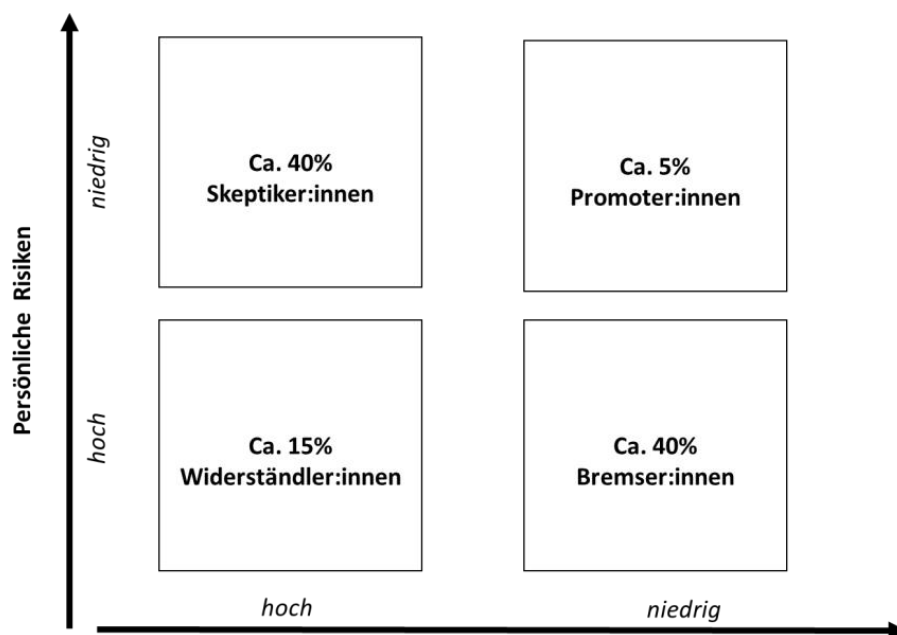 niedrig
Ca. 40%
Skeptiker:innen
Ca. 5%
Promoter:innen
Persönliche Risiken
hoch
Ca. 15%
Widerständler:innen
Ca. 40%
Bremser:innen
hoch
niedrig